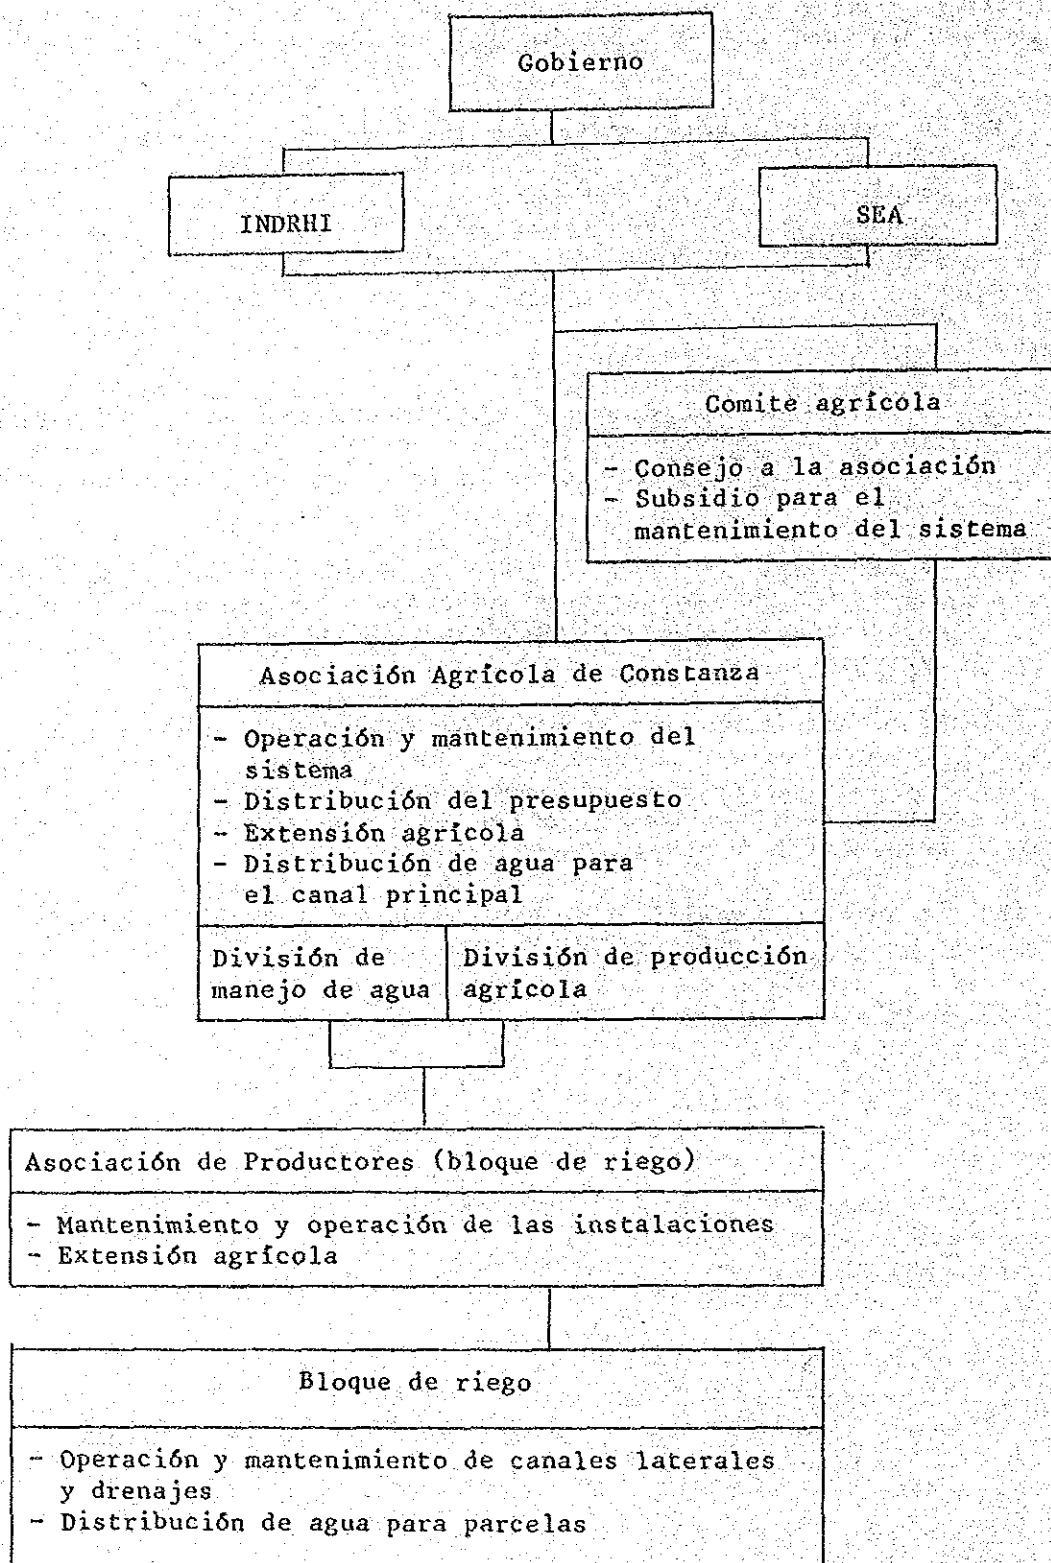 Gobierno
INDRHI
SEA
Comite agrícola
- Consejo a la asociación
- Subsidio para el
mantenimiento del sistema
Asociación Agrícola de Constanza
- Operación y mantenimiento del
sistema
- Distribución del presupuesto
- Extensión agrícola
- Distribución de agua para
el canal principal
División de
manejo de agua
División de producción
agrícola
Asociación de Productores (bloque de riego)
- Mantenimiento y operación de las instalaciones
- Extensión agrícola
Bloque de riego
- Operación y mantenimiento de canales laterales
y drenajes
- Distribución de agua para parcelas